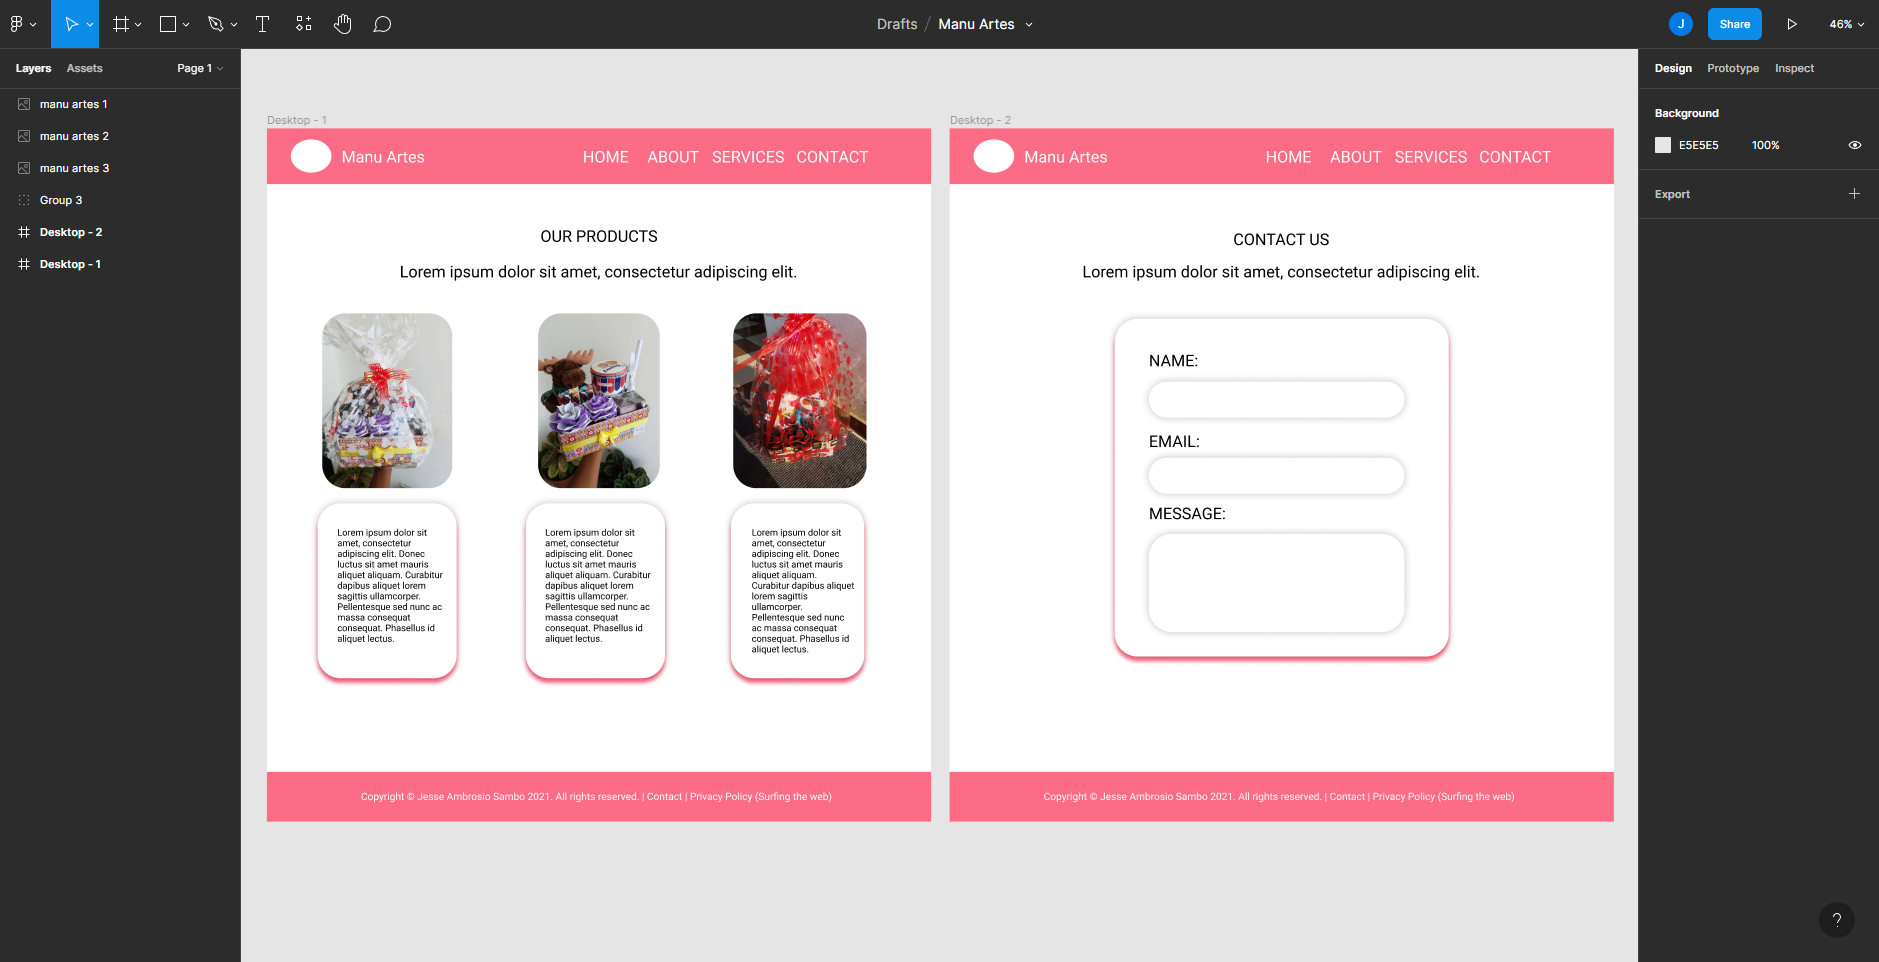 Drafts / Manu Artes
J
Share
46%
Layers
Assets
Page 1
manu artes 1
manu artes 2
manu artes 3
Group 3
Desktop - 2
Desktop - 1
Desktop - 1
Manu Artes
HOME
ABOUT
SERVICES
CONTACT
OUR PRODUCTS
Lorem ipsum dolor sit amet, consectetur adipiscing elit.
Lorem ipsum dolor sit
amet, consectetur
adipiscing elit. Donec
luctus sit amet mauris
aliquet aliquam. Curabitur
dapibus aliquet lorem
sagittis ullamcorper.
Pellentesque sed nunc ac
massa consequat
consequat. Phasellus id
aliquet lectus.
Lorem ipsum dolor sit
amet, consectetur
adipiscing elit. Donec
luctus sit amet mauris
aliquet aliquam. Curabitur
dapibus aliquet lorem
sagittis ullamcorper.
Pellentesque sed nunc ac
massa consequat
consequat. Phasellus id
aliquet lectus.
Lorem ipsum dolor sit
amet, consectetur
adipiscing elit. Donec
luctus sit amet mauris
aliquet aliquam.
Curabitur dapibus aliquet
lorem sagittis
ullamcorper.
Pellentesque sed nunc
ac massa consequat
consequat. Phasellus id
aliquet lectus.
Copyright © Jesse Ambrosio Sambo 2021. All rights reserved. | Contact | Privacy Policy (Surfing the web)
Desktop - 2
Manu Artes
HOME
ABOUT
SERVICES
CONTACT
CONTACT US
Lorem ipsum dolor sit amet, consectetur adipiscing elit.
NAME:
EMAIL:
MESSAGE:
Copyright © Jesse Ambrosio Sambo 2021. All rights reserved. | Contact | Privacy Policy (Surfing the web)
Design
Prototype
Inspect
Background
E5E5E5
100%
Export
?